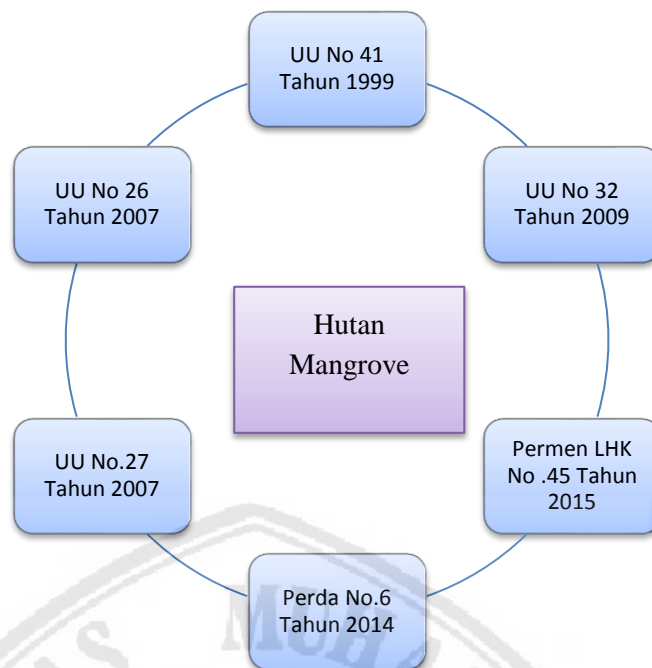 UU No 41
Tahun 1999
UU No 26
Tahun 2007
UU No 32
Tahun 2009
Hutan
Mangrove
UU No.27
Tahun 2007
Permen LHK
No .45 Tahun
2015
Perda No.6
Tahun 2014